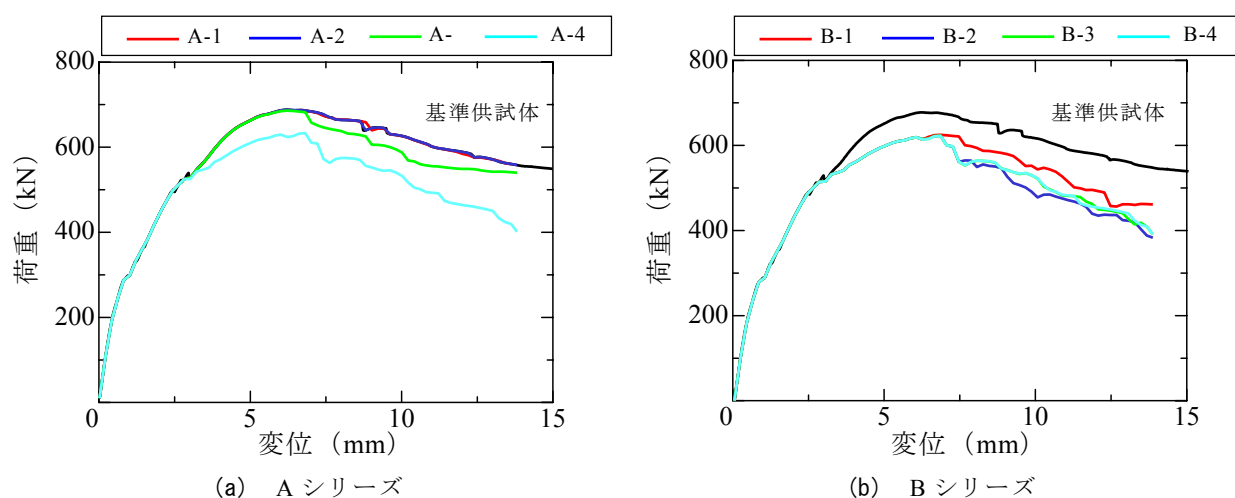 A-1 A-2 A- A-4
800
600
400
200
0
0 5 10 15
荷重 (kN)
変位 (mm)
基準供試体
(a) A シリーズ
B-1 B-2 B-3 B-4
800
600
400
200
0 5 10 15
荷重 (kN)
変位 (mm)
基準供試体
(b) B シリーズ